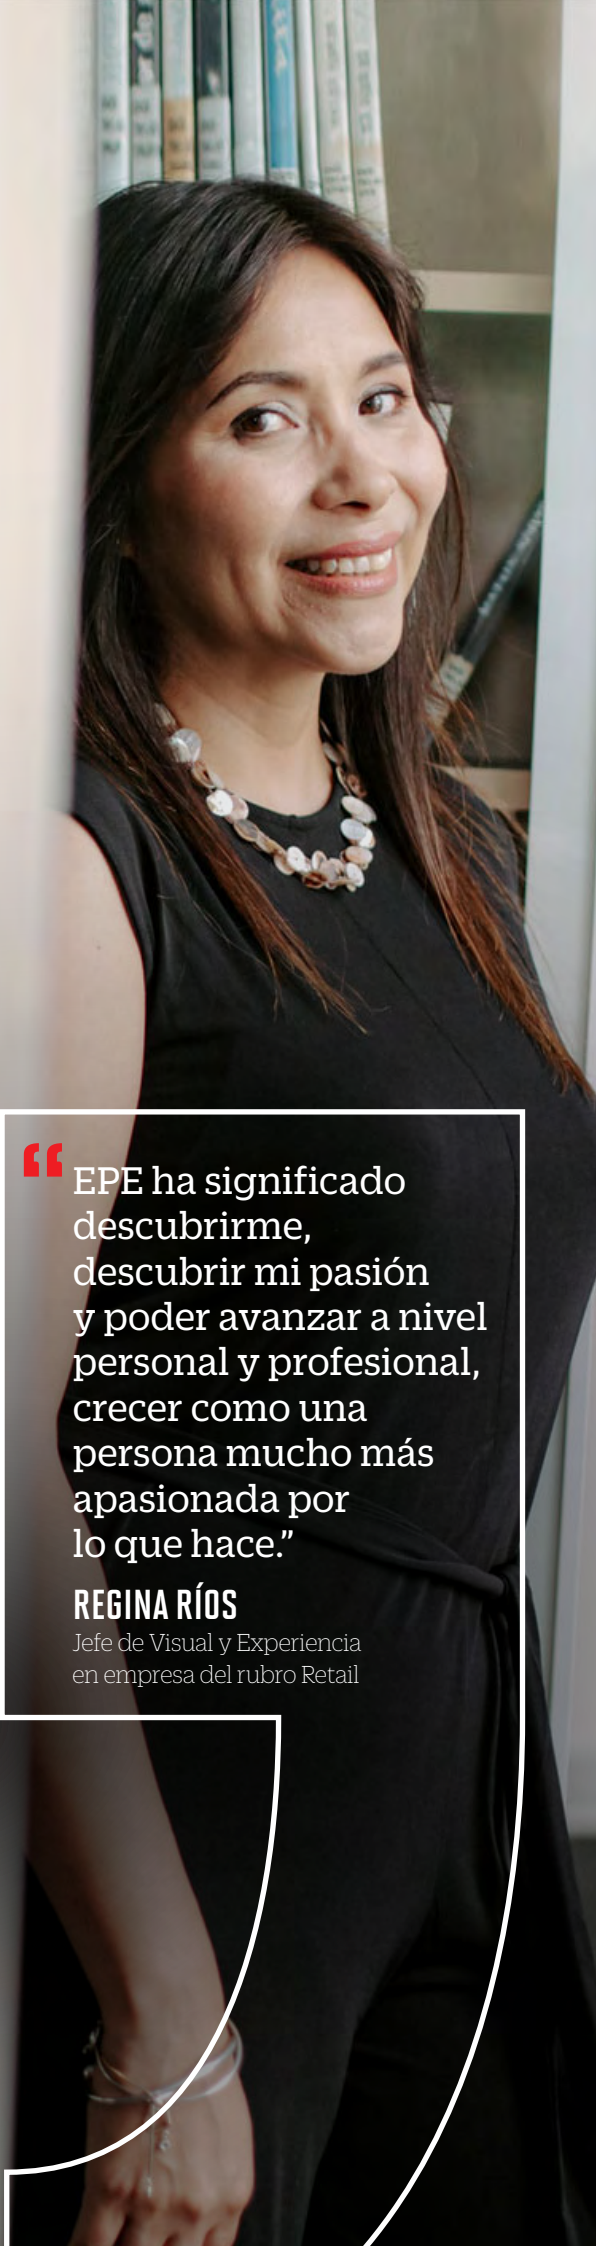 “ EPE ha significado
descubrirme,
descubrir mi pasión
y poder avanzar a nivel
personal y profesional,
crecer como una
persona mucho más
apasionada por
lo que hace.”
REGINA RÍOS
Jefe de Visual y Experiencia
en empresa del rubro Retail